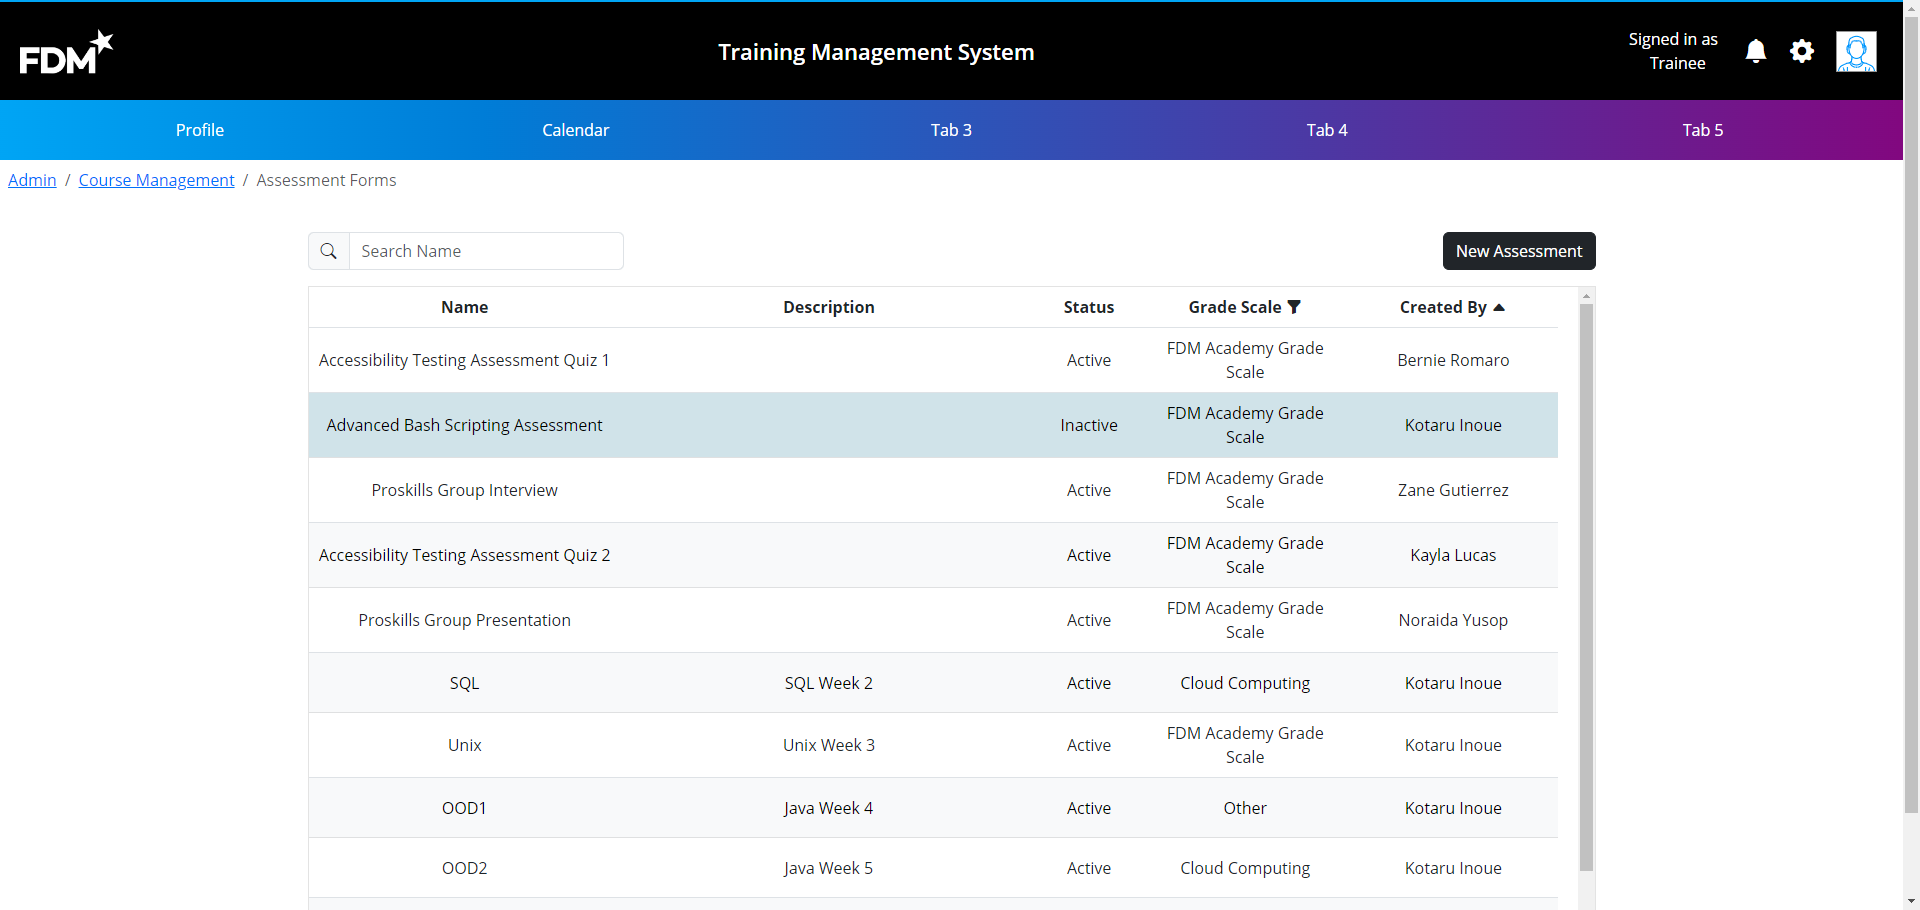 FDM
Training Management System
Signed in as
Trainee
Profile
Calendar
Tab 3
Tab 4
Tab 5
Admin / Course Management / Assessment Forms
Search Name
New Assessment
Name Description Status Grade Scale Created By
Accessibility Testing Assessment Quiz 1 Active FDM Academy Grade Scale Bernie Romaro
Advanced Bash Scripting Assessment Inactive FDM Academy Grade Scale Kotaru Inoue
Proskills Group Interview Active FDM Academy Grade Scale Zane Gutierrez
Accessibility Testing Assessment Quiz 2 Active FDM Academy Grade Scale Kayla Lucas
Proskills Group Presentation Active FDM Academy Grade Scale Noraida Yusop
SQL SQL Week 2 Active Cloud Computing Kotaru Inoue
Unix Unix Week 3 Active FDM Academy Grade Scale Kotaru Inoue
OOD1 Java Week 4 Active Other Kotaru Inoue
OOD2 Java Week 5 Active Cloud Computing Kotaru Inoue